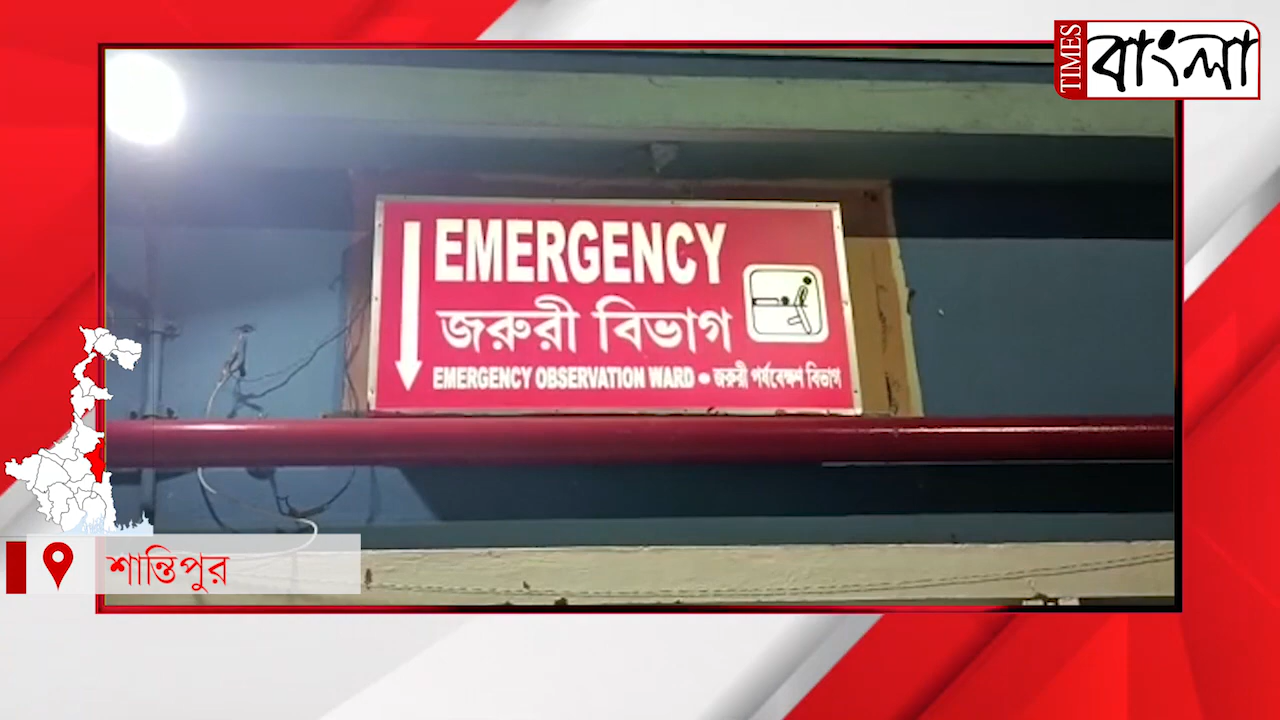 TIMES বাংলা
EMERGENCY
জরুরী বিভাগ
EMERGENCY OBSERVATION WARD • জরুরী পর্যবেক্ষণ বিভাগ
শান্তিপুর